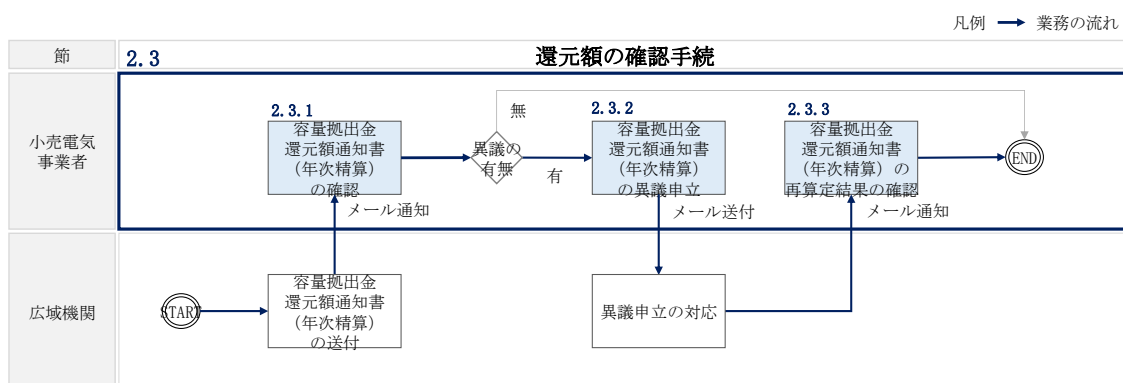 凡例 業務の流れ
節
2.3
還元額の確認手続
小売電気
事業者
2.3.1
容量拠出金
還元額通知書
（年次精算）
の確認
異議の
有無
無
有
2.3.2
容量拠出金
還元額通知書
（年次精算）
の異議申立
2.3.3
容量拠出金
還元額通知書
（年次精算）の
再算定結果の確認
END
メール通知
メール送付
メール通知
広域機関
START
容量拠出金
還元額通知書
（年次精算）
の送付
異議申立の対応